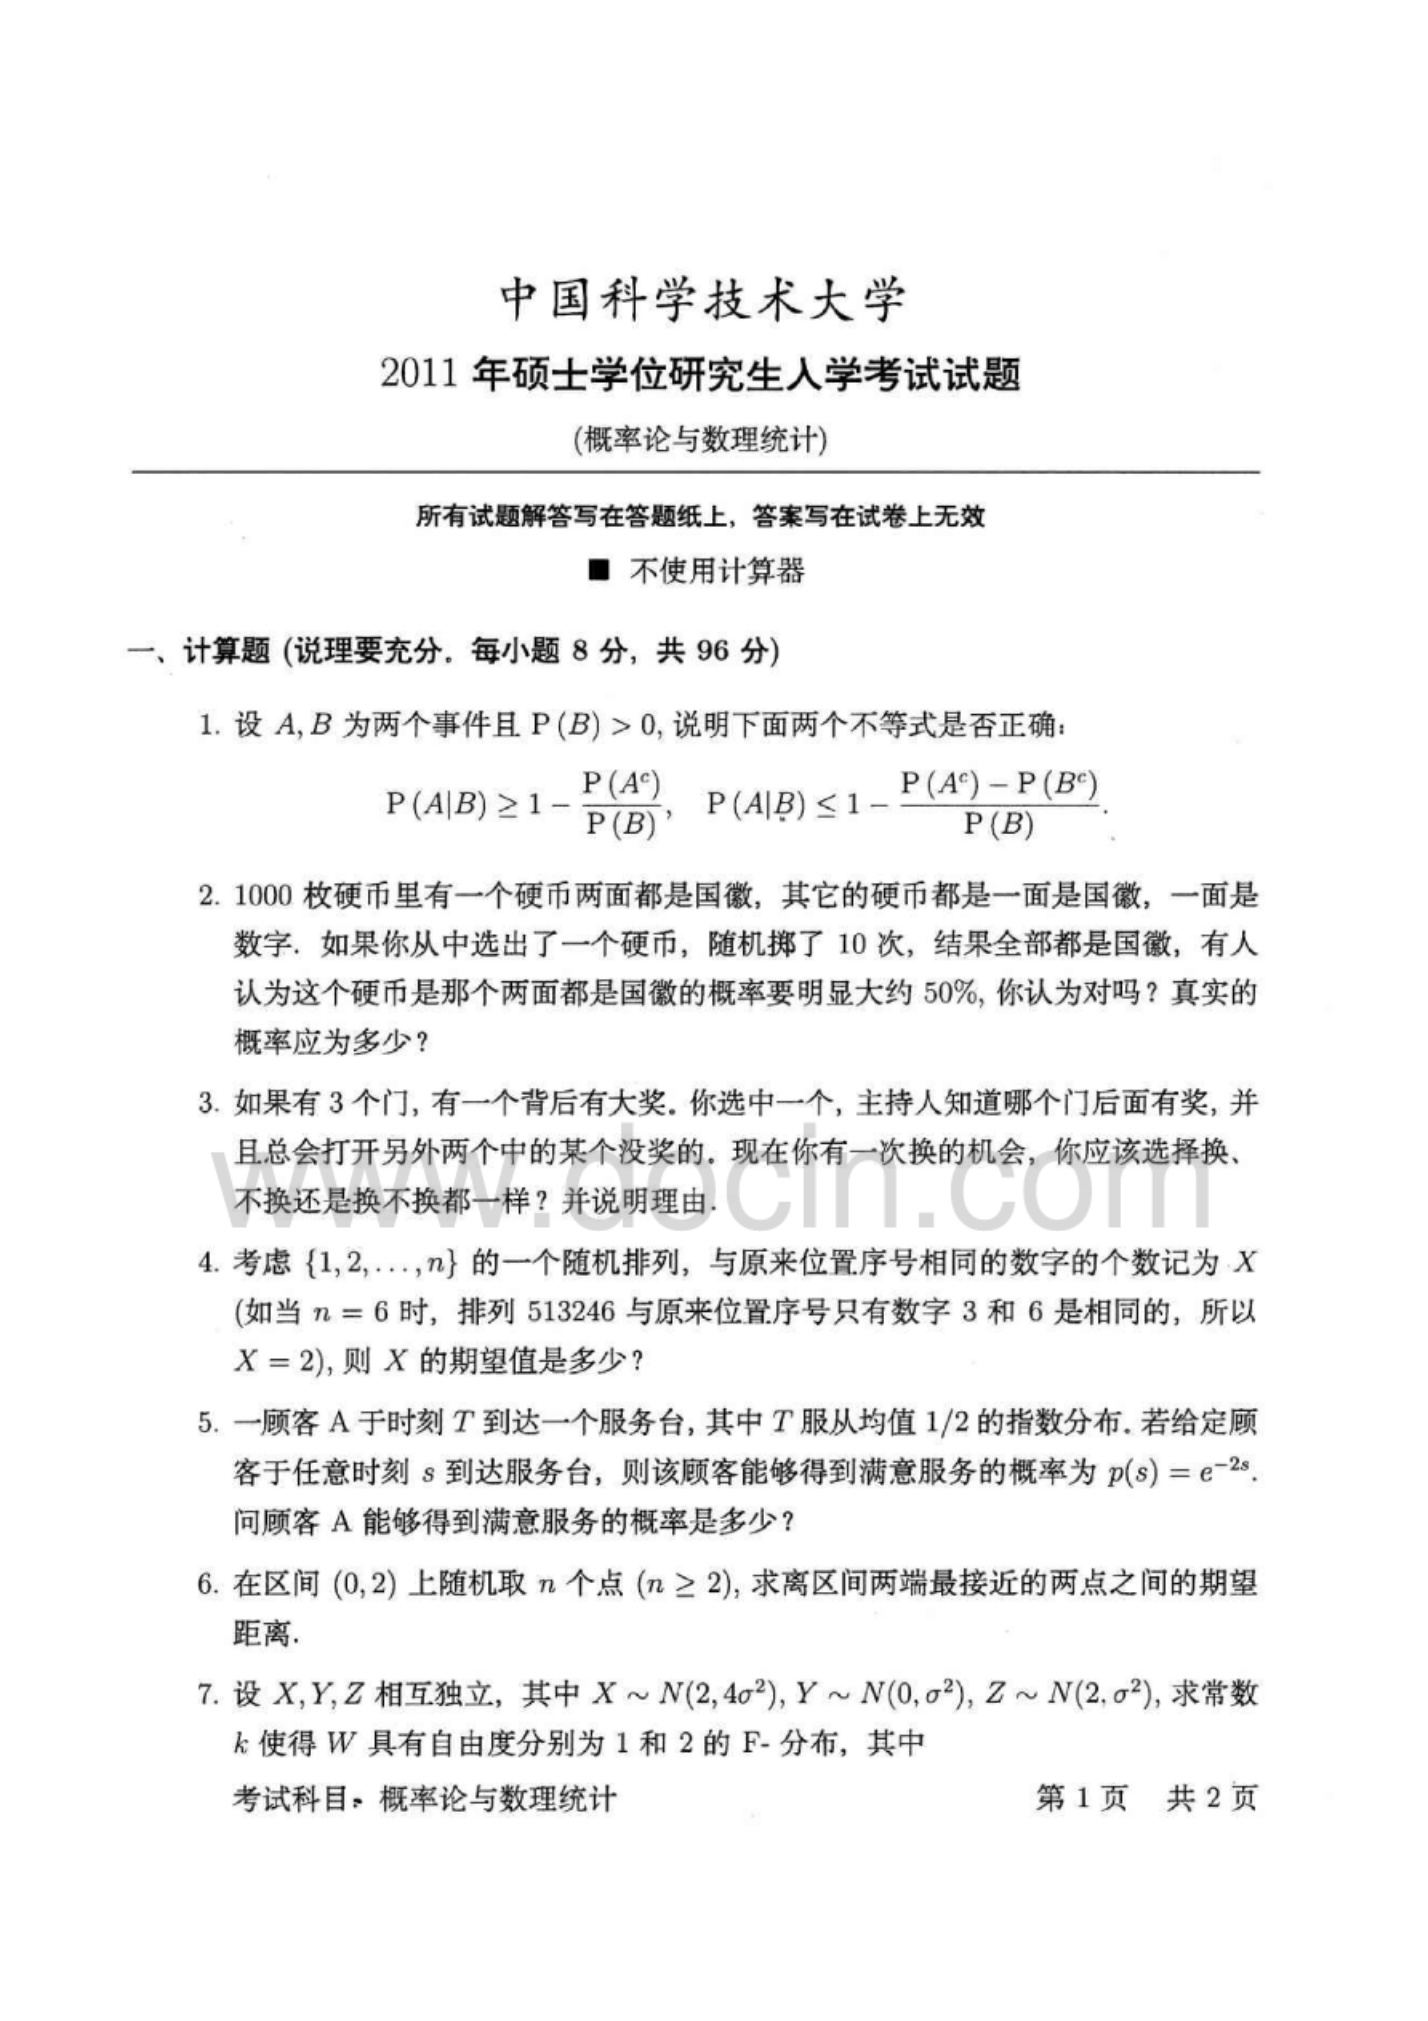 中国科学技术大学
2011 年硕士学位研究生入学考试试题
(概率论与数理统计)
所有试题解答写在答题纸上，答案写在试卷上无效
■ 不使用计算器
一、计算题 (说理要充分。每小题 8 分，共 96 分)
1. 设 A, B 为两个事件且 P (B) > 0, 说明下面两个不等式是否正确：
P (A|B) ≥ 1 − P (Aᶜ) / P (B), P (A|B) ≤ 1 − (P (Aᶜ) − P (Bᶜ)) / P (B).
2. 1000 枚硬币里有一个硬币两面都是国徽，其它的硬币都是一面是国徽，一面是
数字. 如果你从中选出了一个硬币，随机掷了 10 次，结果全部都是国徽，有人
认为这个硬币是那个两面都是国徽的概率要明显大约 50%, 你认为对吗？真实的
概率应为多少？
3. 如果有 3 个门, 有一个背后有大奖。你选中一个, 主持人知道哪个门后面有奖, 并
且总会打开另外两个中的某个没奖的。现在你有一次换的机会，你应该选择换、
不换还是换不换都一样？并说明理由.
www.docin.com
4. 考虑 {1, 2, . . . , n} 的一个随机排列，与原来位置序号相同的数字的个数记为 X
(如当 n = 6 时，排列 513246 与原来位置序号只有数字 3 和 6 是相同的，所以
X = 2), 则 X 的期望值是多少？
5. 一顾客 A 于时刻 T 到达一个服务台, 其中 T 服从均值 1/2 的指数分布. 若给定顾
客于任意时刻 s 到达服务台，则该顾客能够得到满意服务的概率为 p(s) = e⁻²ˢ.
问顾客 A 能够得到满意服务的概率是多少？
6. 在区间 (0, 2) 上随机取 n 个点 (n ≥ 2), 求离区间两端最接近的两点之间的期望
距离.
7. 设 X, Y, Z 相互独立，其中 X ∼ N(2, 4σ²), Y ∼ N(0, σ²), Z ∼ N(2, σ²), 求常数
k 使得 W 具有自由度分别为 1 和 2 的 F- 分布，其中
考试科目：概率论与数理统计 第 1 页 共 2 页